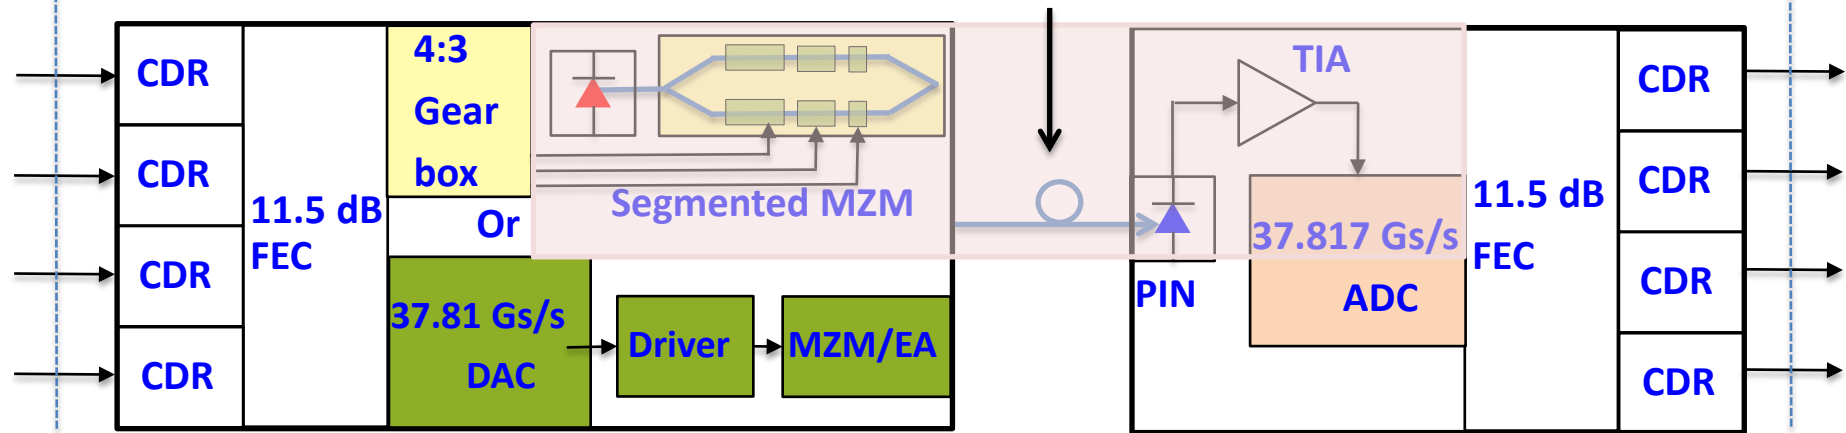 CDR
CDR
CDR
CDR
11.5 dB
FEC
4:3
Gear
box
Or
37.81 Gs/s
DAC
Segmented MZM
Driver
MZM/EA
TIA
PIN
37.817 Gs/s
ADC
11.5 dB
FEC
CDR
CDR
CDR
CDR